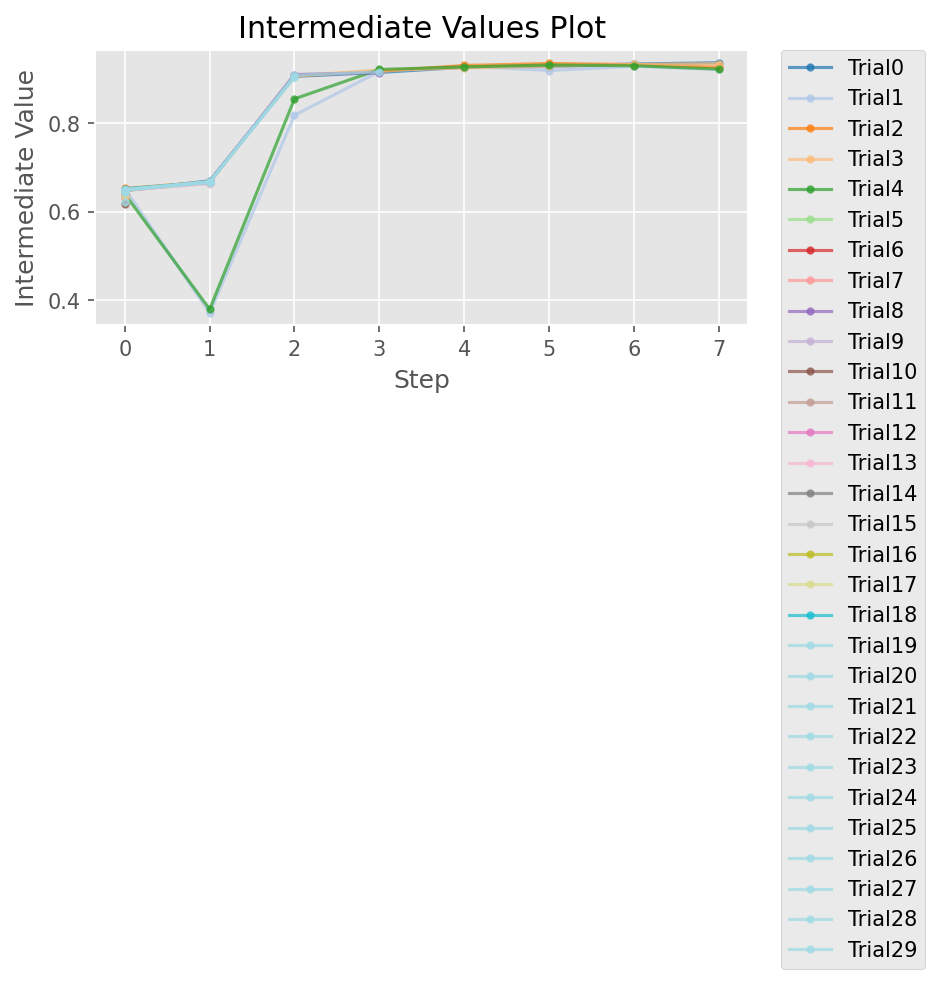 Intermediate Values Plot
Intermediate Value
0.8
0.6
0.4
0 1 2 3 4 5 6 7
Step
Trial0
Trial1
Trial2
Trial3
Trial4
Trial5
Trial6
Trial7
Trial8
Trial9
Trial10
Trial11
Trial12
Trial13
Trial14
Trial15
Trial16
Trial17
Trial18
Trial19
Trial20
Trial21
Trial22
Trial23
Trial24
Trial25
Trial26
Trial27
Trial28
Trial29